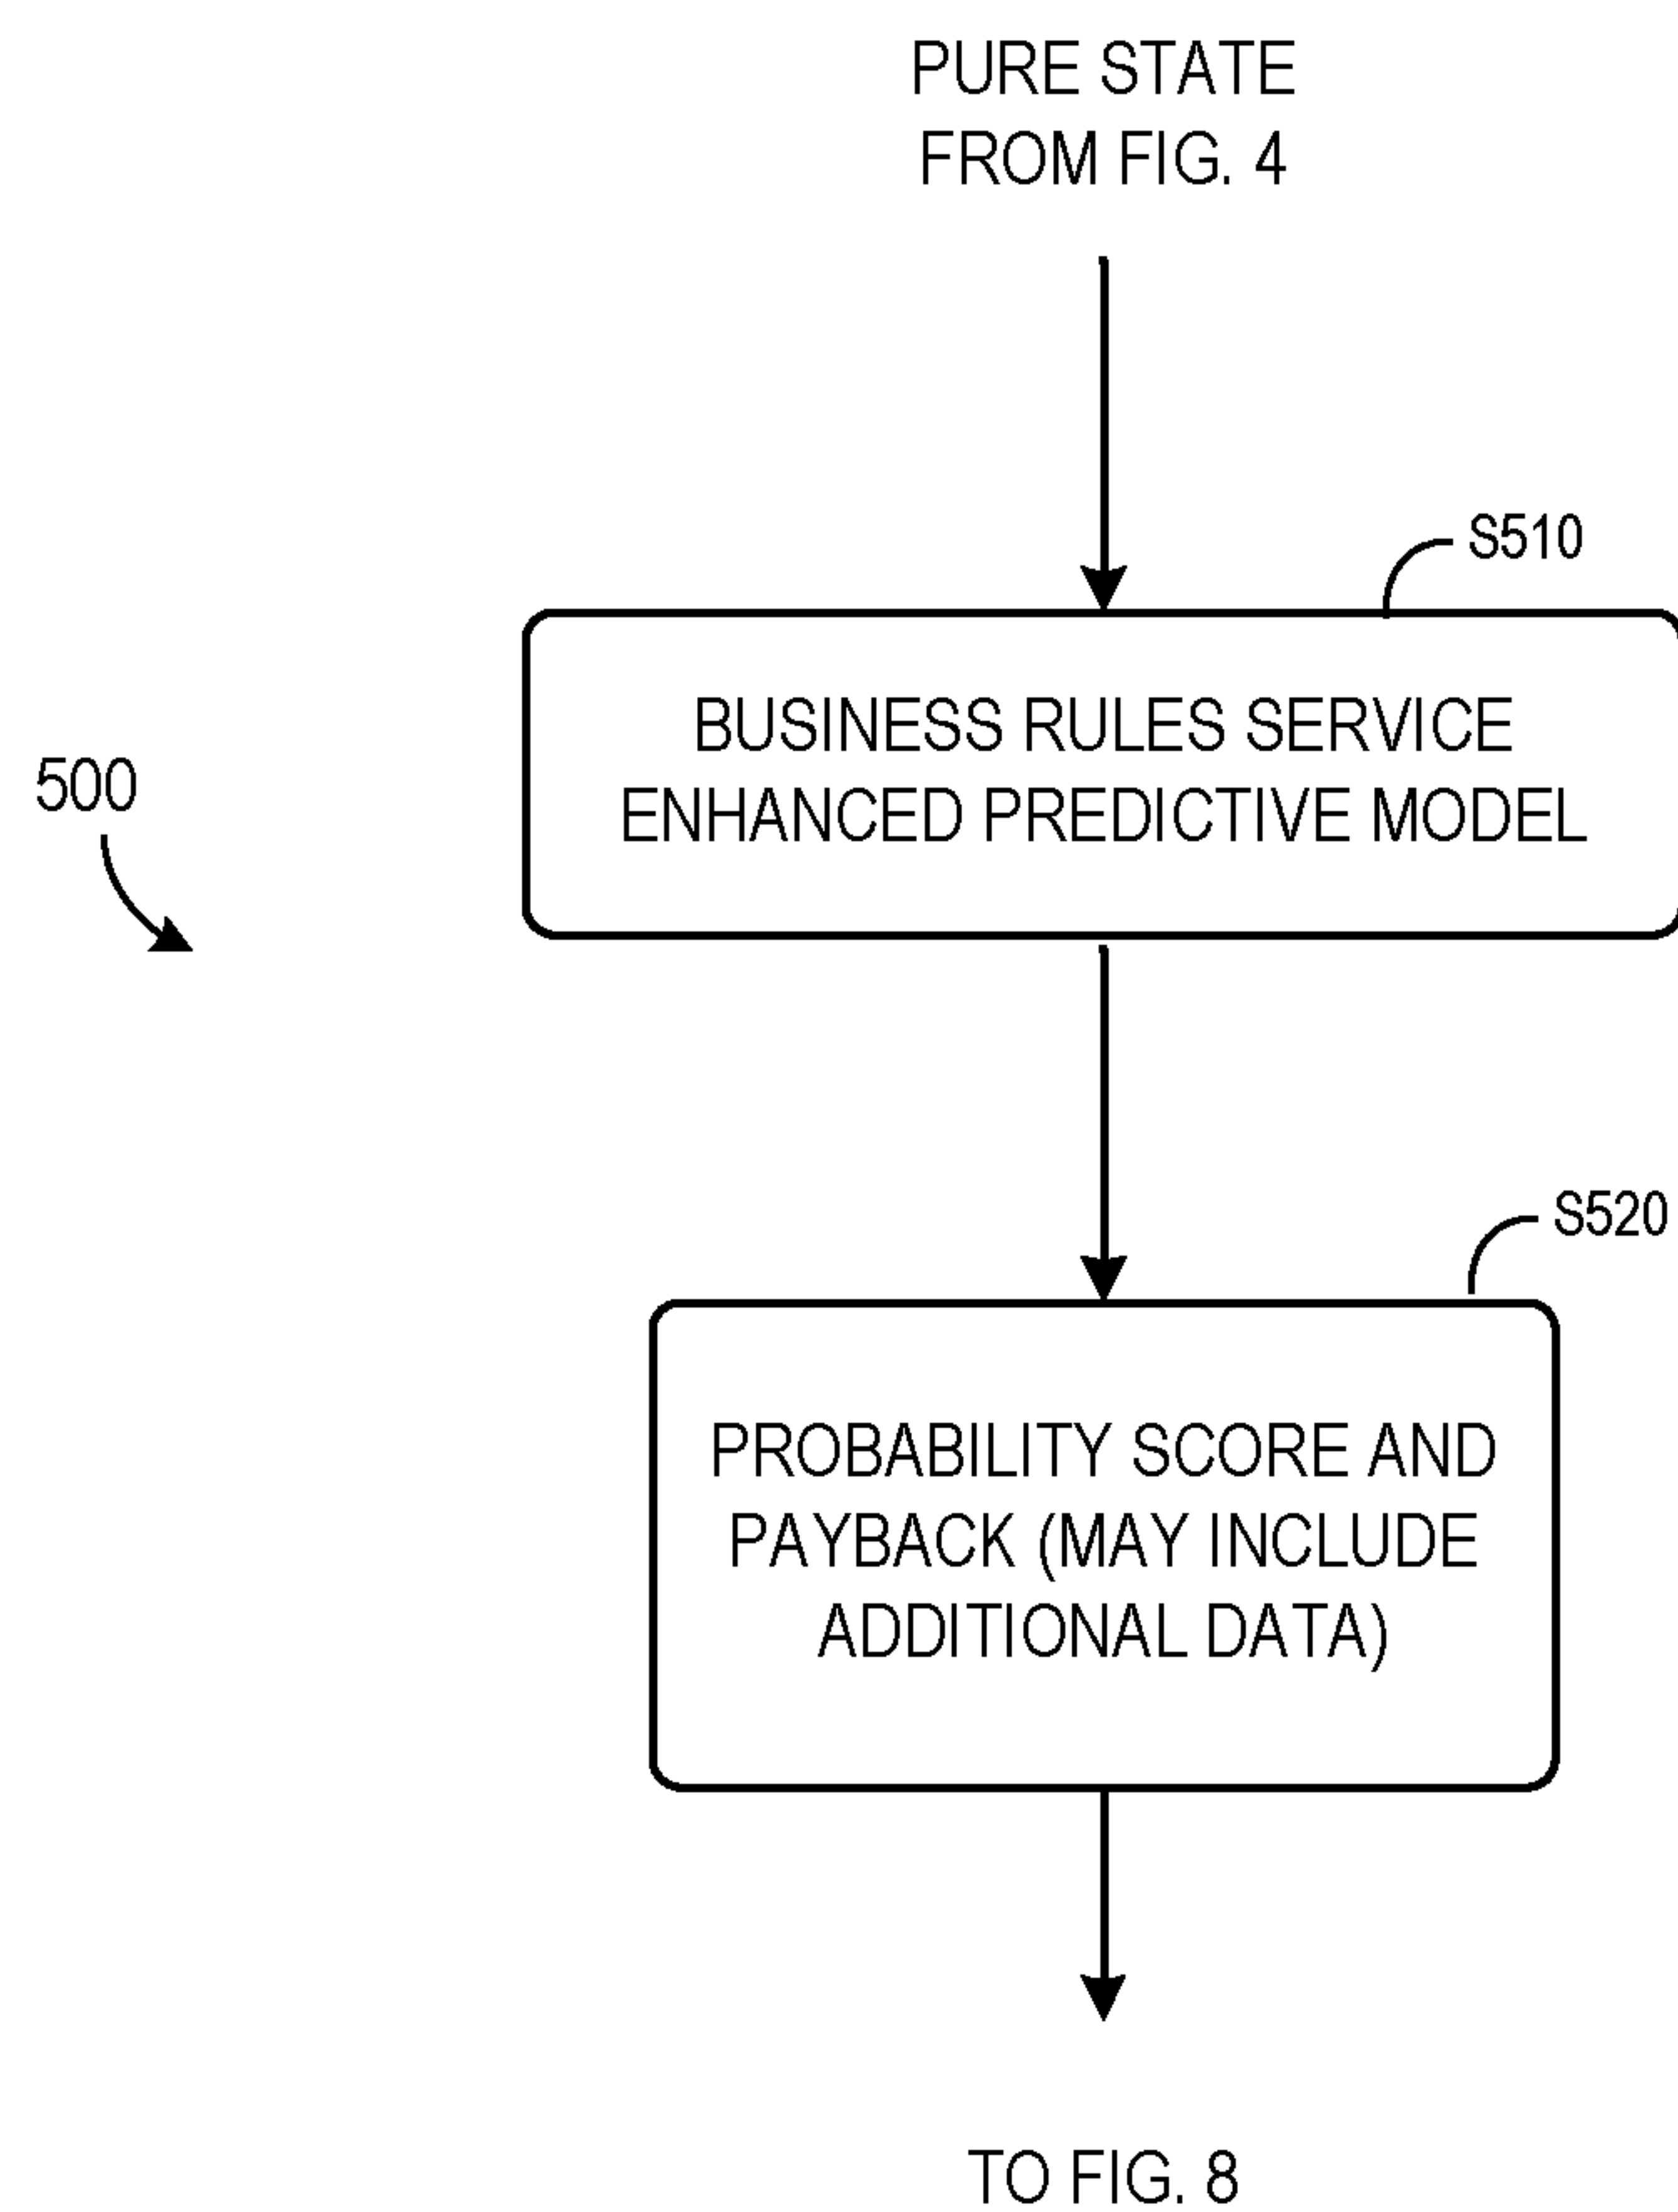 PURE STATE
FROM FIG. 4
S510
BUSINESS RULES SERVICE
ENHANCED PREDICTIVE MODEL
500
S520
PROBABILITY SCORE AND
PAYBACK (MAY INCLUDE
ADDITIONAL DATA)
TO FIG. 8